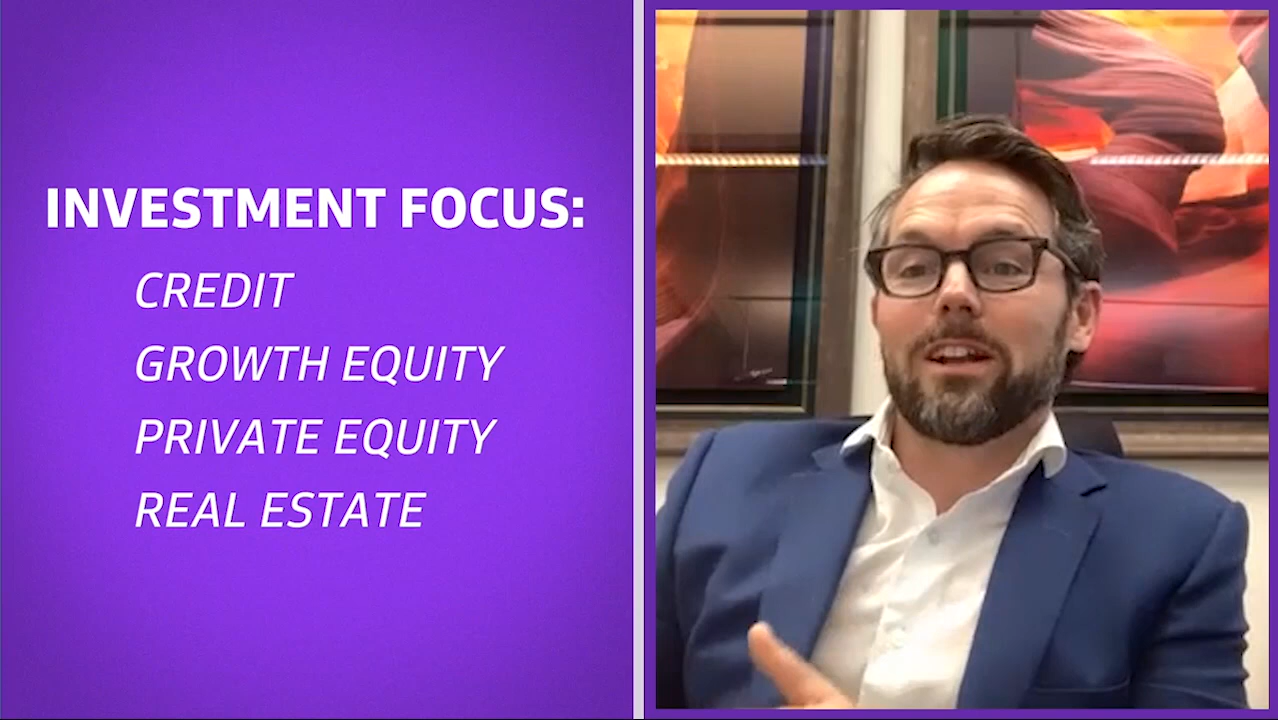 INVESTMENT FOCUS:
CREDIT
GROWTH EQUITY
PRIVATE EQUITY
REAL ESTATE